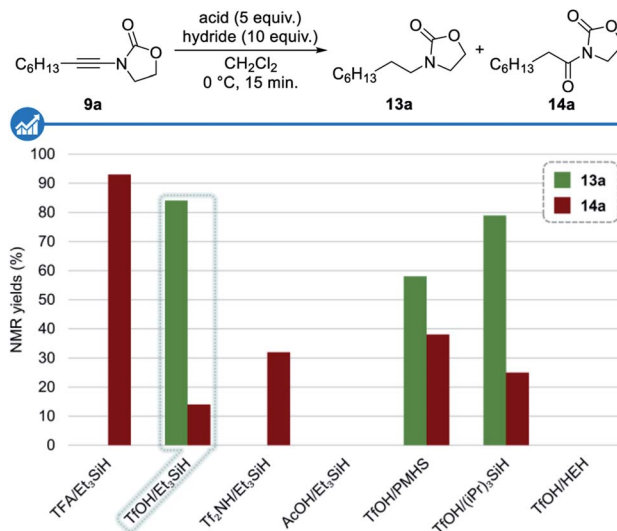 acid (5 equiv.)
hydride (10 equiv.)
CH₂Cl₂
0 °C, 15 min.
C₆H₁₃
N
O
O
9a
C₆H₁₃
N
O
O
13a
+
C₆H₁₃
O
N
O
O
14a
NMR yields (%)
100
90
80
70
60
50
40
30
20
10
0
13a
14a
TFA/Et₃SiH
TfOH/Et₃SiH
Tf₂NH/Et₃SiH
AcOH/Et₃SiH
TfOH/PMHS
TfOH/(iPr)₃SiH
TfOH/HEH